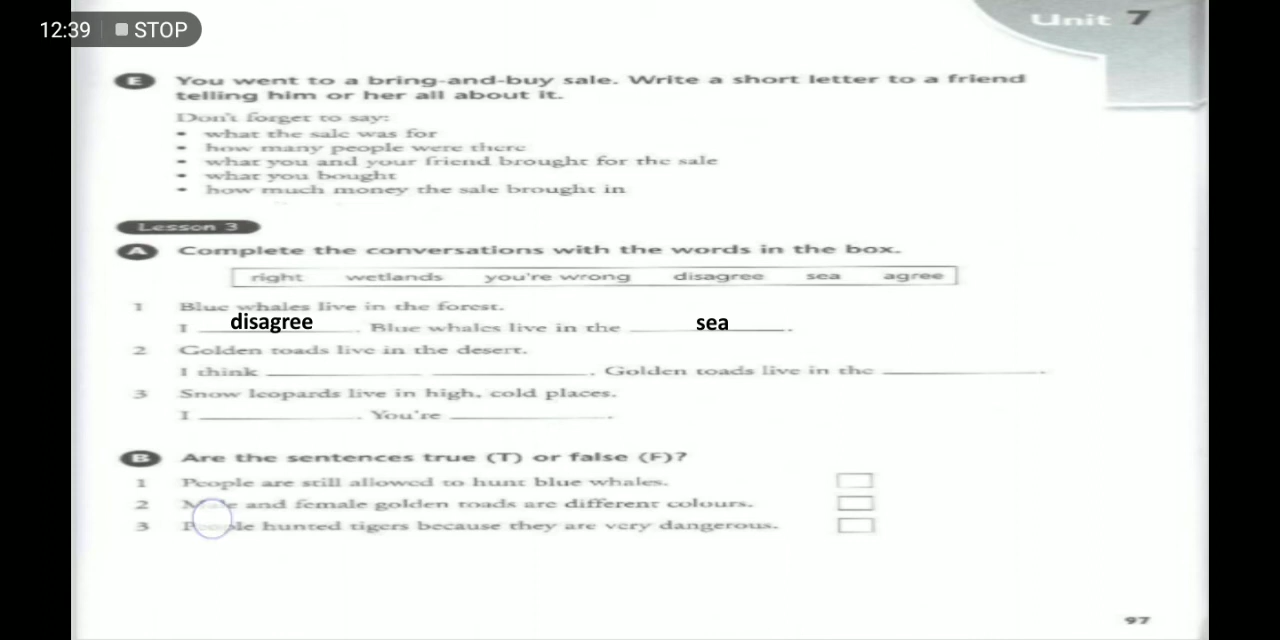 12:39 STOP
Unit 7
E You went to a bring-and-buy sale. Write a short letter to a friend
telling him or her all about it.
Don't forget to say:
• what the sale was for
• how many people were there
• what you and your friend brought for the sale
• what you bought
• how much money the sale brought in
Lesson 3
A Complete the conversations with the words in the box.
right wetlands you're wrong disagree sea agree
1 Blue whales live in the forest.
I disagree. Blue whales live in the sea.
2 Golden toads live in the desert.
I think ____________ ____________. Golden toads live in the ____________.
3 Snow leopards live in high, cold places.
I ____________. You're ____________.
B Are the sentences true (T) or false (F)?
1 People are still allowed to hunt blue whales.
2 Male and female golden toads are different colours.
3 People hunted tigers because they are very dangerous.
97